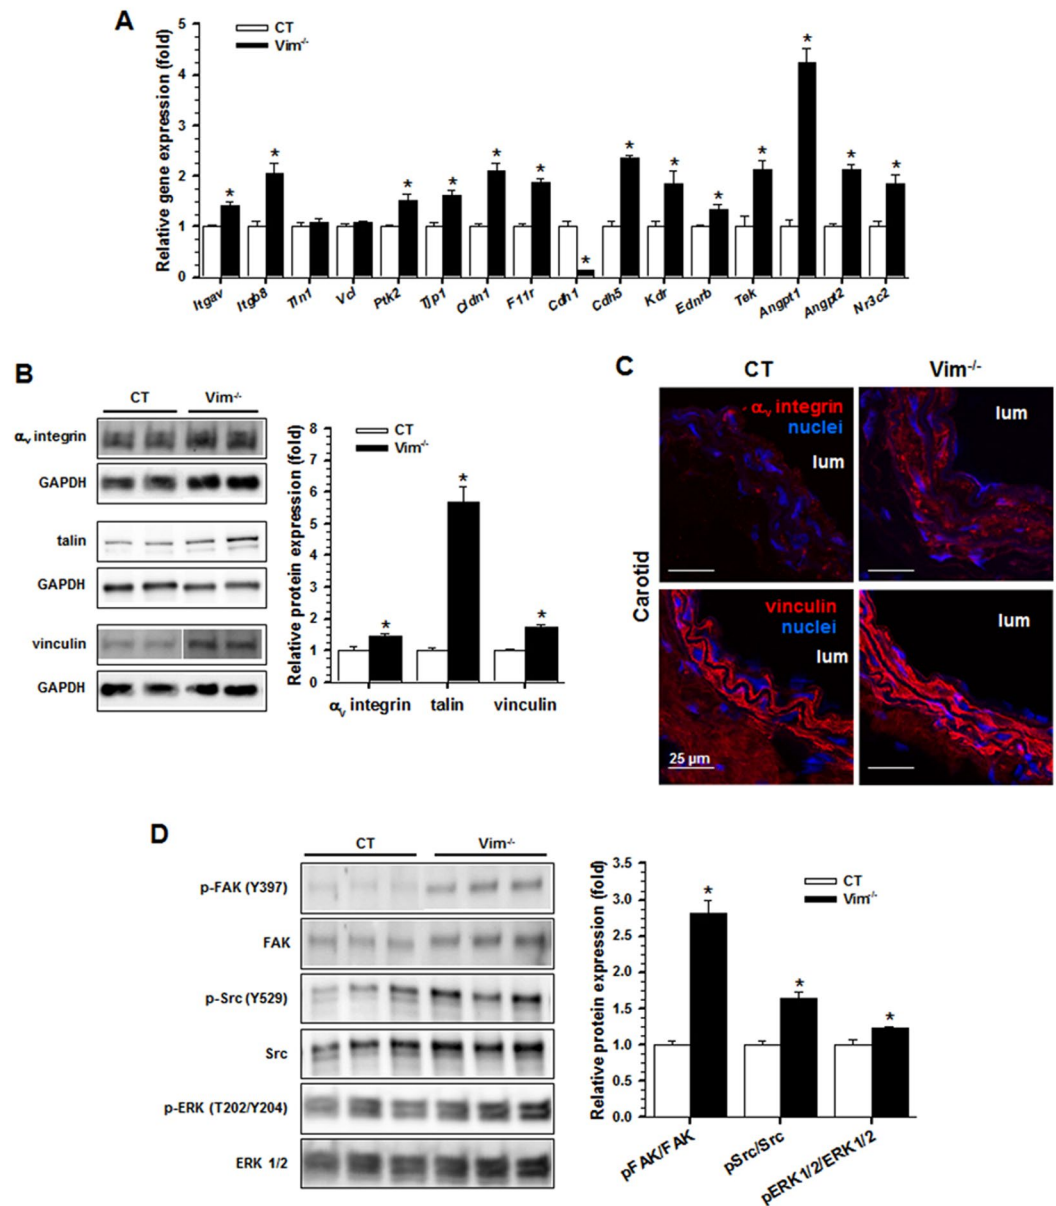 A
Relative gene expression (fold)
5
4
3
2
1
0
CT
Vim-/-
* * * * * * * * * * * * * *
Itgav Itgb8 Tln1 Vcl Ptk2 Tjp1 Cldn1 F11r Cdh1 Cdh5 Kdr Ednrb Tek Angpt1 Angpt2 Nr3c2
B
CT Vim-/-
αv integrin
GAPDH
talin
GAPDH
vinculin
GAPDH
Relative protein expression (fold)
8
7
6
5
4
3
2
1
0
CT
Vim-/-
* * *
αv integrin talin vinculin
C
CT Vim-/-
Carotid
αv integrin
nuclei
lum
lum
vinculin
nuclei
lum
lum
25 µm
D
CT Vim-/-
p-FAK (Y397)
FAK
p-Src (Y529)
Src
p-ERK (T202/Y204)
ERK 1/2
Relative protein expression (fold)
3.5
3.0
2.5
2.0
1.5
1.0
0.5
0.0
CT
Vim-/-
* * *
pFAK/FAK pSrc/Src pERK1/2/ERK1/2